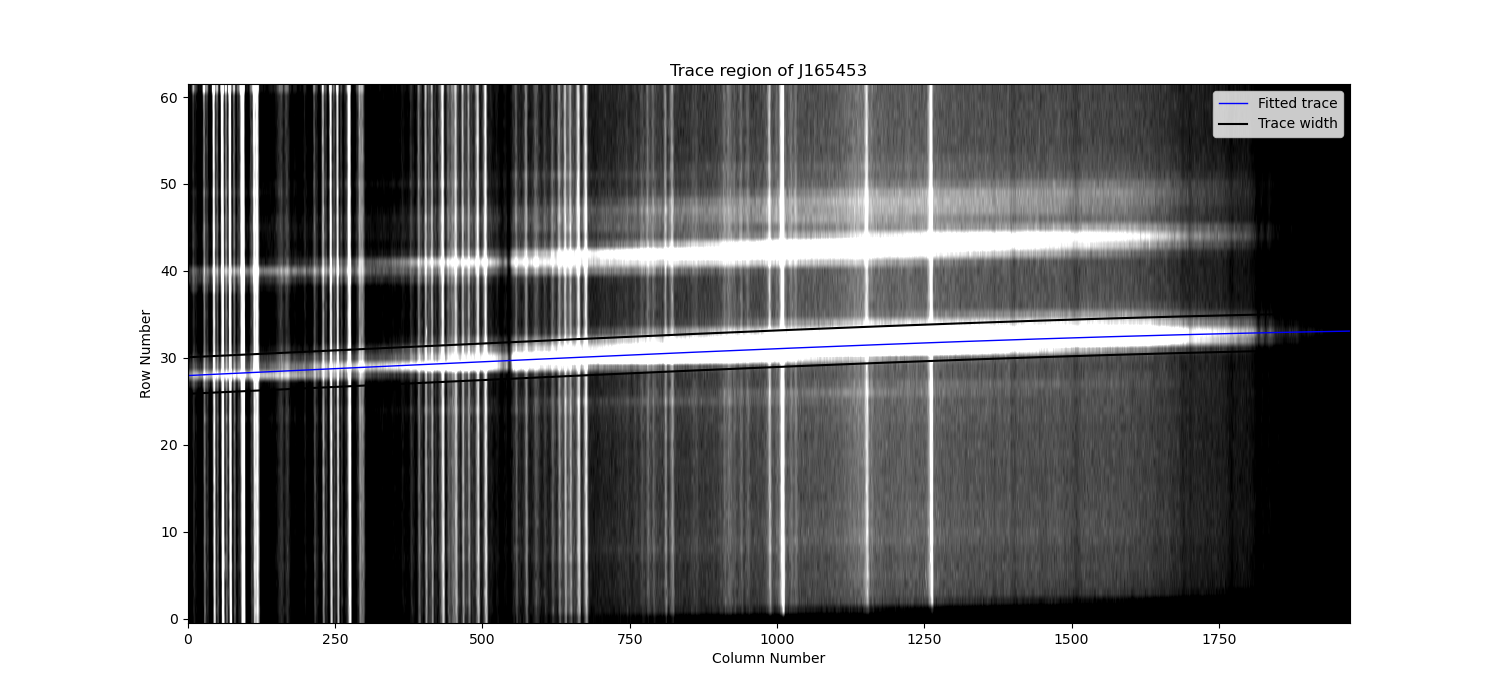 Trace region of J165453
Fitted trace
Trace width
60
50
40
30
20
10
0
Row Number
0 250 500 750 1000 1250 1500 1750
Column Number